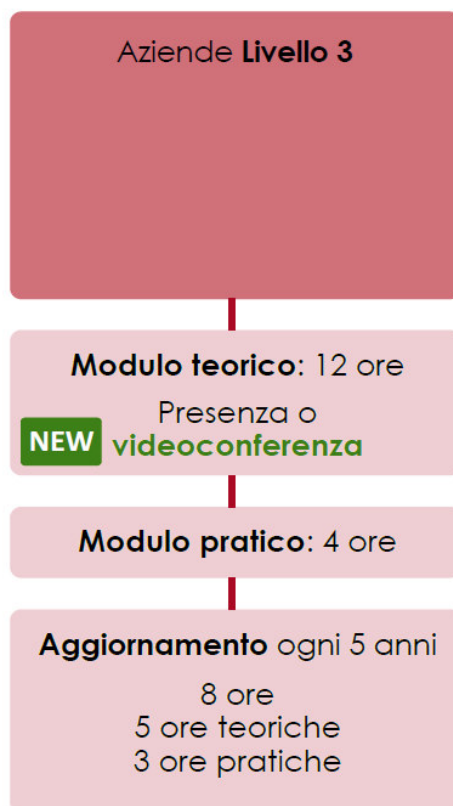 Aziende Livello 3
Modulo teorico: 12 ore
Presenza o
NEW videoconferenza
Modulo pratico: 4 ore
Aggiornamento ogni 5 anni
8 ore
5 ore teoriche
3 ore pratiche